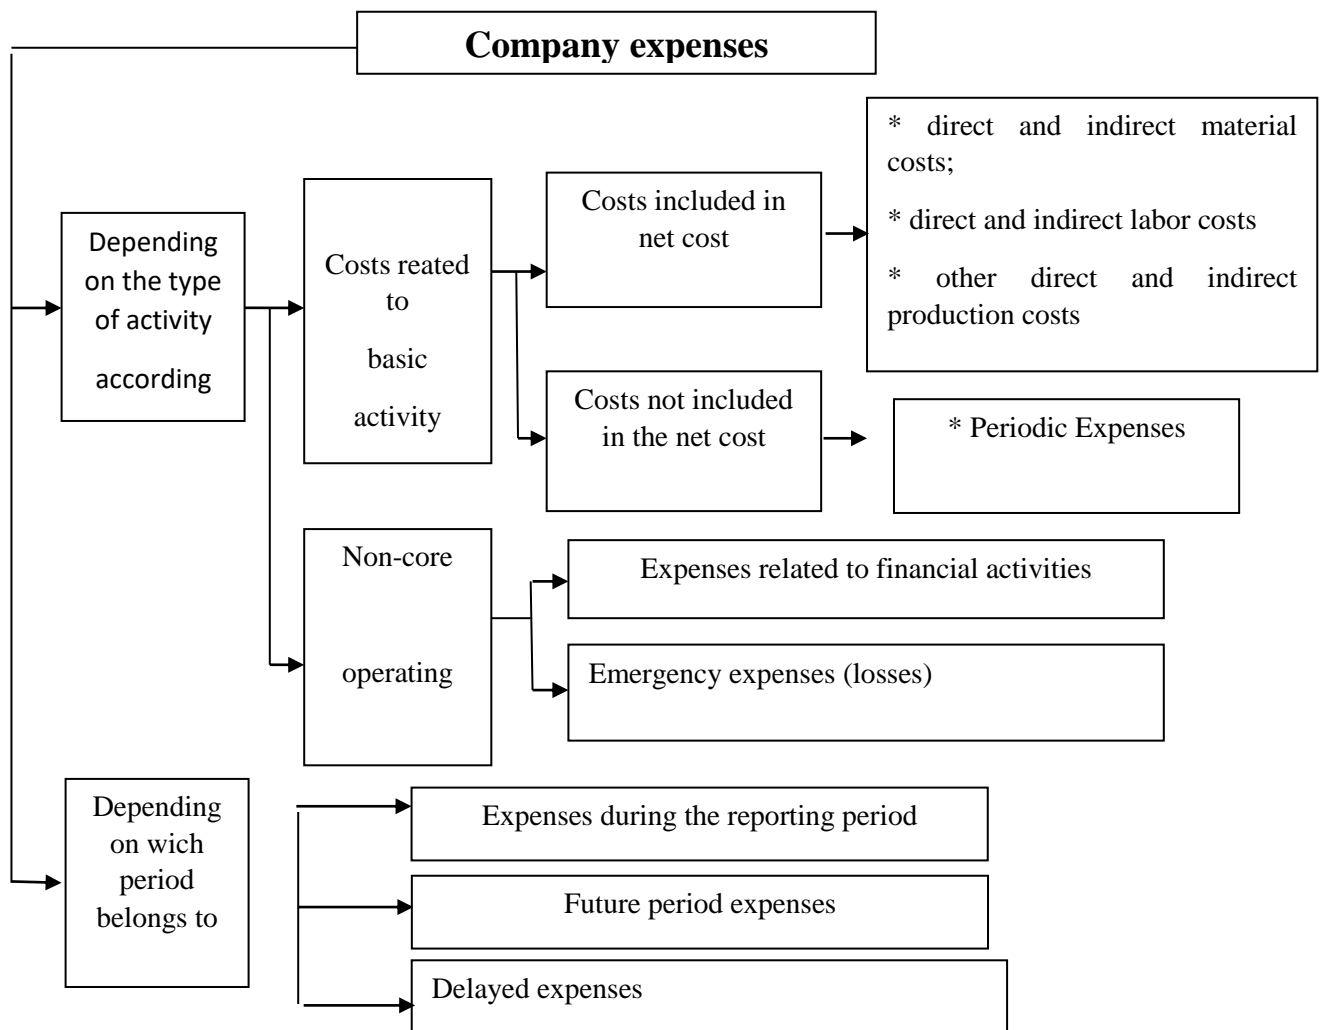 Company expenses
* direct and indirect material
costs;
* direct and indirect labor costs
* other direct and indirect
production costs
Depending
on the type
of activity
according
Costs reated
to
basic
activity
Costs included in
net cost
Costs not included
in the net cost
* Periodic Expenses
Non-core
operating
Expenses related to financial activities
Emergency expenses (losses)
Depending
on wich
period
belongs to
Expenses during the reporting period
Future period expenses
Delayed expenses